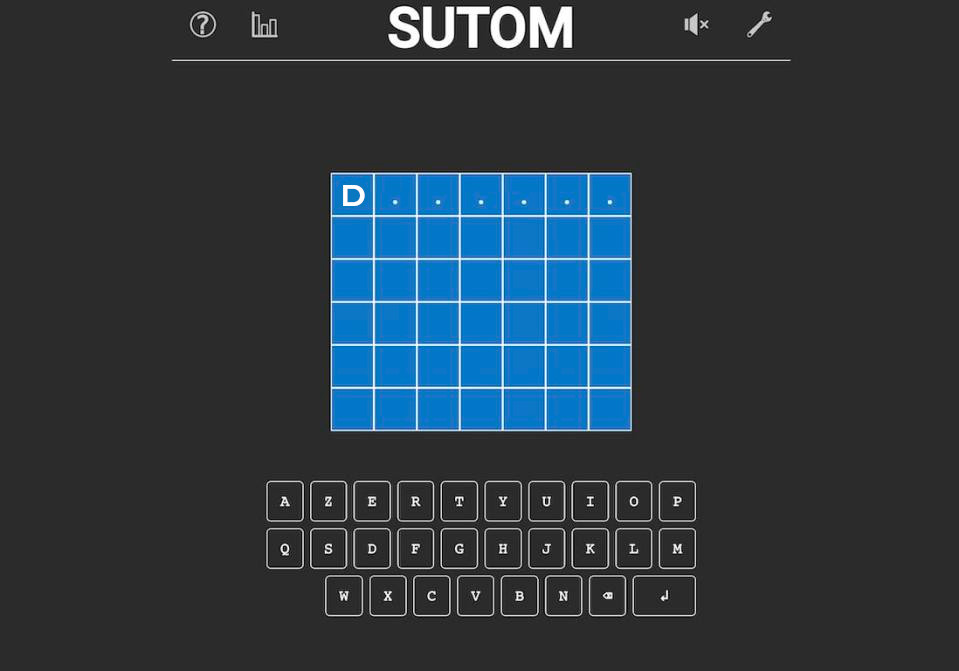 SUTOM
D . . . . . .
A Z E R T Y U I O P
Q S D F G H J K L M
W X C V B N